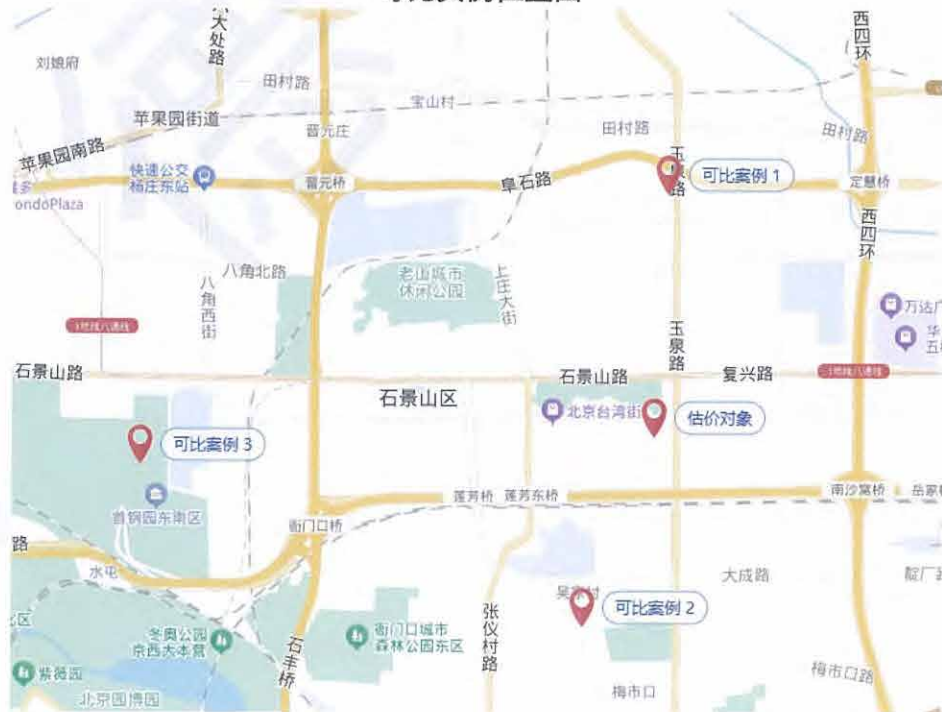 大处路
西四环
刘娘府
田村路
宝山村
苹果园街道
晋元庄
田村路
田村路
苹果园南路
快速公交
杨庄东站
晋元桥
阜石路
玉泉路
可比案例 1
定慧桥
ondoPlaza
西四环
八角北路
老山城市
休闲公园
上庄大街
八角西街
万达广
玉泉路
石景山路
石景山区
石景山路
复兴路
北京台湾街
估价对象
可比案例 3
首钢园东南区
莲芳桥
莲芳东桥
南沙窝桥
岳家
衙门口桥
路
水屯
大成路
可比案例 2
张仪村路
冬奥公园
京西大本营
衙门口城市
森林公园东区
石丰桥
紫薇园
北京园博园
梅市口
梅市口路